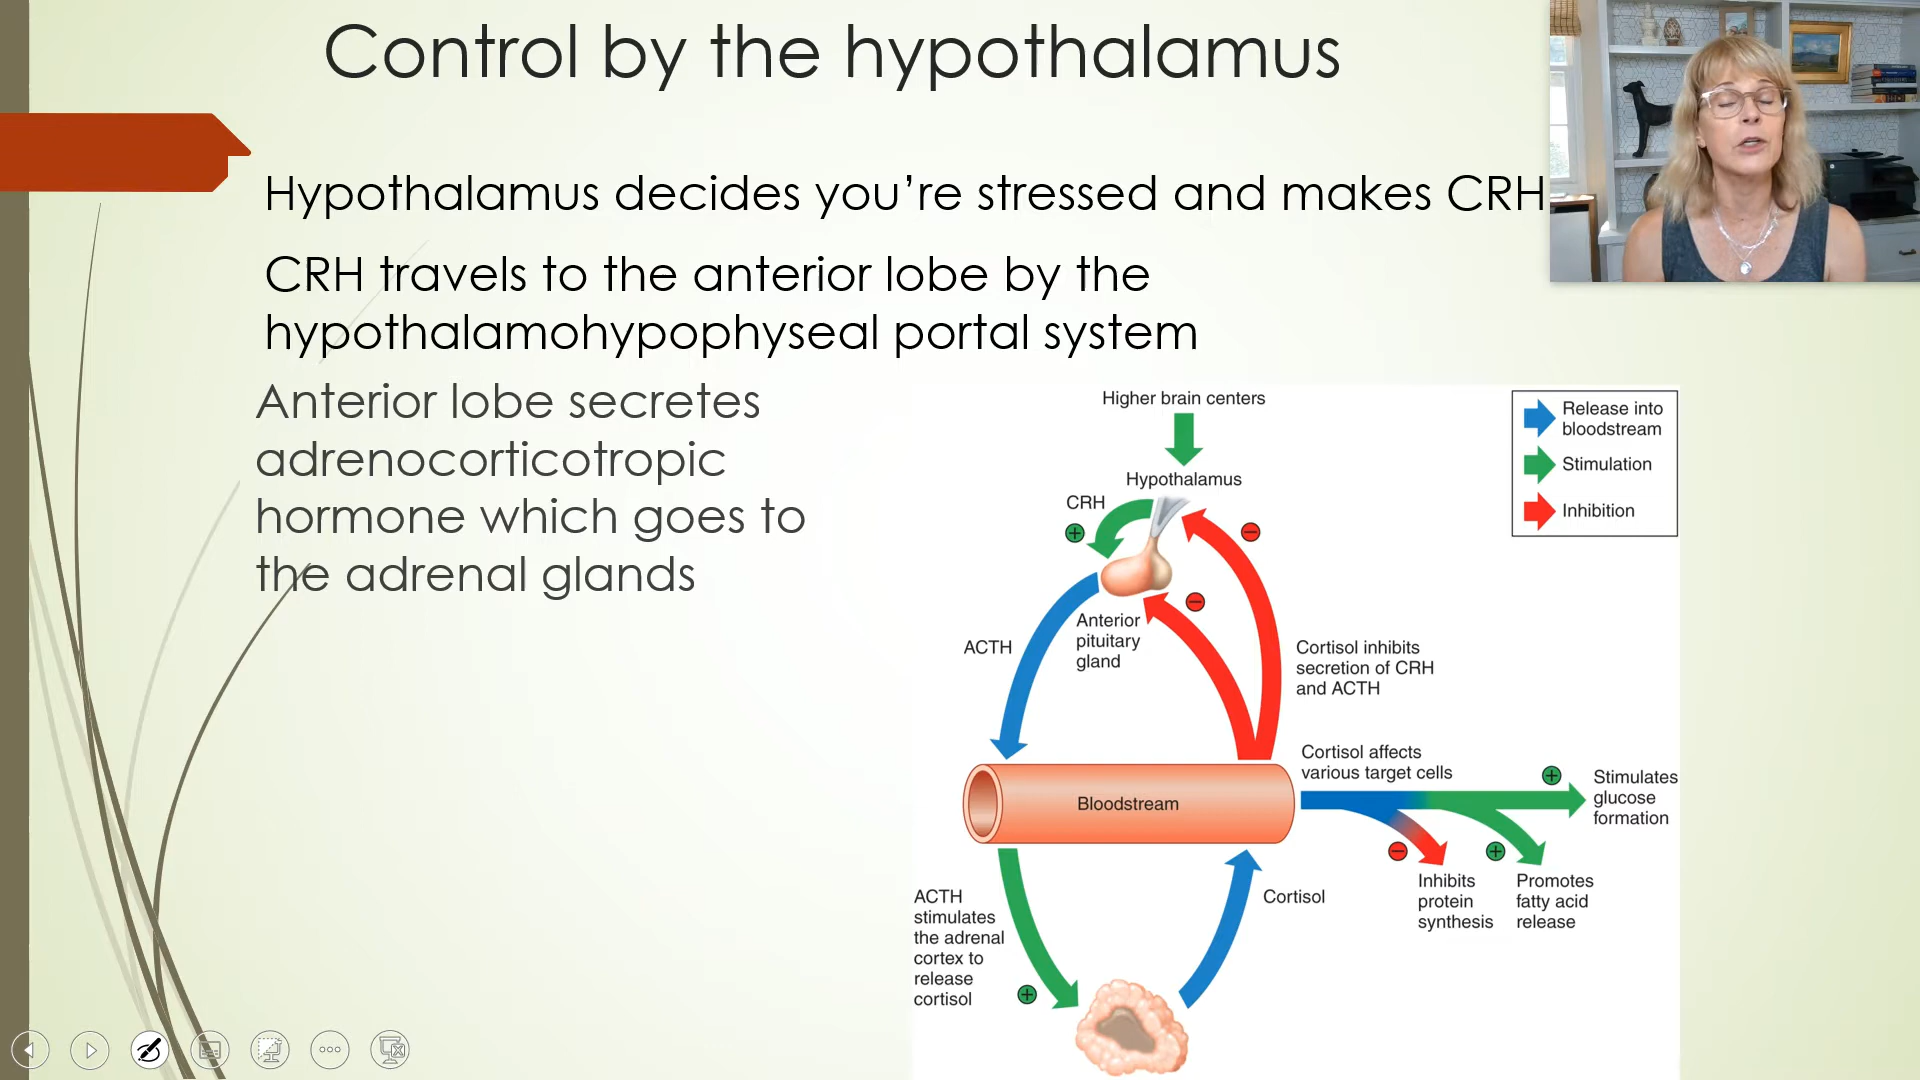 Control by the hypothalamus
Hypothalamus decides you're stressed and makes CRH
CRH travels to the anterior lobe by the
hypothalamohypophyseal portal system
Anterior lobe secretes
adrenocorticotropic
hormone which goes to
the adrenal glands
Higher brain centers
Hypothalamus
CRH
Anterior
pituitary
gland
ACTH
Release into
bloodstream
Stimulation
Inhibition
Cortisol inhibits
secretion of CRH
and ACTH
Cortisol affects
various target cells
Bloodstream
Stimulates
glucose
formation
Inhibits
protein
synthesis
Promotes
fatty acid
release
Cortisol
ACTH
stimulates
the adrenal
cortex to
release
cortisol